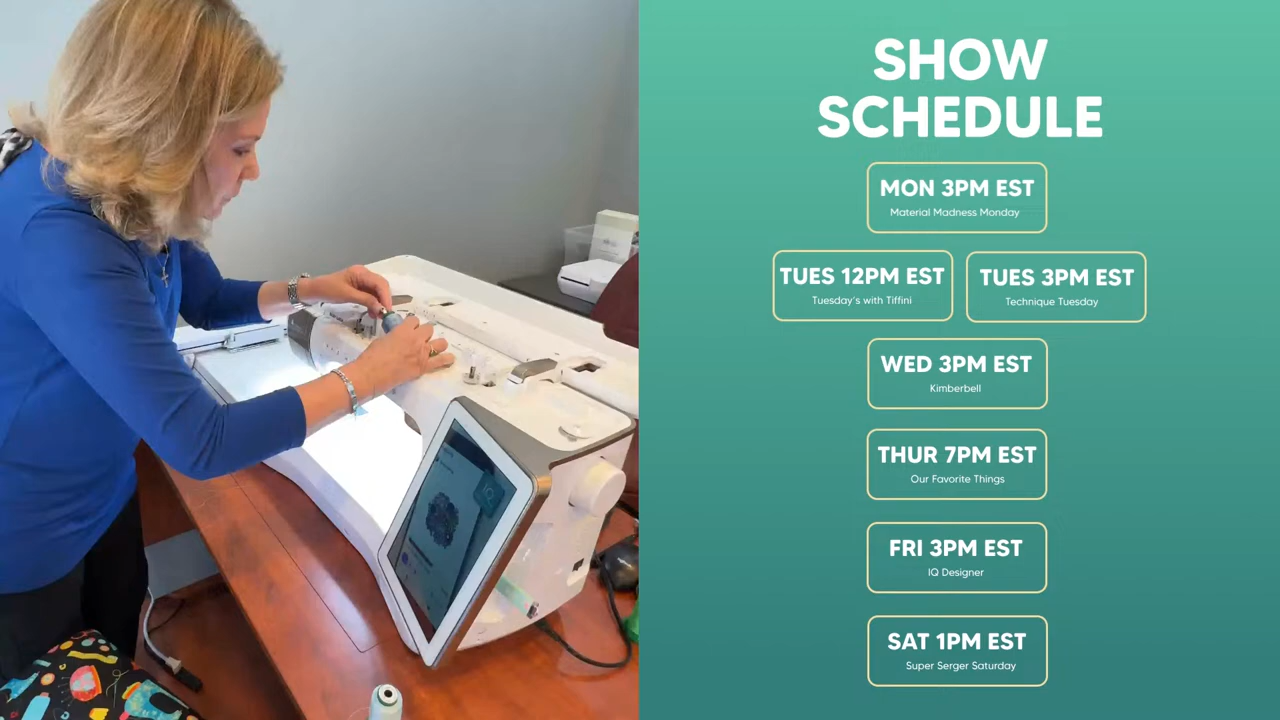 SHOW
SCHEDULE
MON 3PM EST
Material Madness Monday
TUES 12PM EST
Tuesday's with Tiffini
TUES 3PM EST
Technique Tuesday
WED 3PM EST
Kimberbell
THUR 7PM EST
Our Favorite Things
FRI 3PM EST
IQ Designer
SAT 1PM EST
Super Serger Saturday